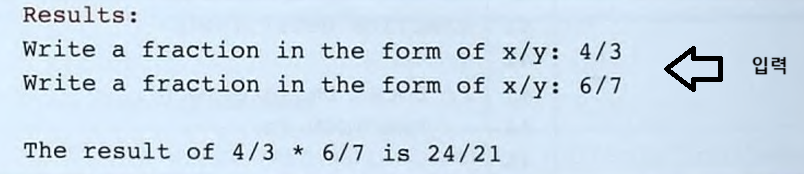 Results:
Write a fraction in the form of x/y: 4/3
Write a fraction in the form of x/y: 6/7
입력
The result of 4/3 * 6/7 is 24/21